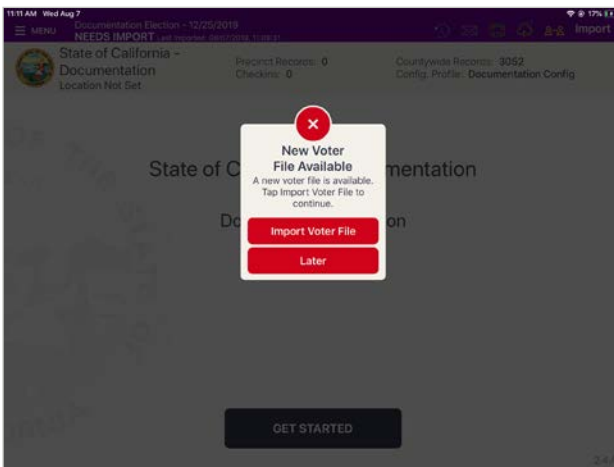 11:11 AM Wed Aug 7
17%
MENU
Documentation Election - 12/25/2019
NEEDS IMPORT
Import
State of California -
Documentation
Location Not Set
Precinct Records: 0
Checkins: 0
Countywide Records: 3052
Config. Profile: Documentation Config
New Voter
File Available
A new voter file is available.
Tap Import Voter File to
continue.
Import Voter File
Later
State of C
mentation
Do
on
GET STARTED